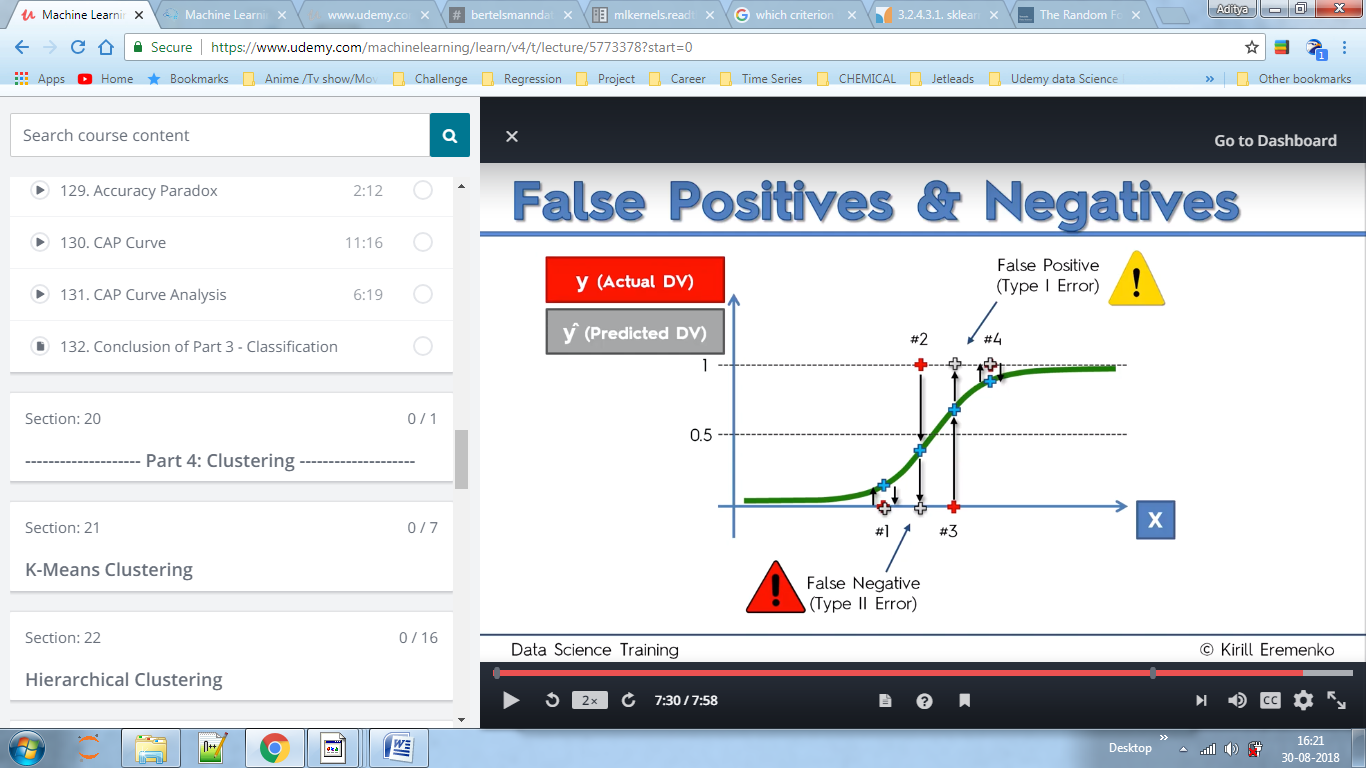 Machine Learni
Machine Learni
www.udemy.co
bertelsmannda
mlkernels.readt
which criterion
3.2.4.3.1. sklear
The Random Fo
Aditya
Secure
https://www.udemy.com/machinelearning/learn/v4/t/lecture/5773378?start=0
1
Apps
Home
Bookmarks
Anime /Tv show/Mov
Challenge
Regression
Project
Career
Time Series
CHEMICAL
Jetleads
Udemy data Science
»
Other bookmarks
Search course content
129. Accuracy Paradox 2:12
130. CAP Curve 11:16
131. CAP Curve Analysis 6:19
132. Conclusion of Part 3 - Classification
Section: 20 0 / 1
-------------------- Part 4: Clustering --------------------
Section: 21 0 / 7
K-Means Clustering
Section: 22 0 / 16
Hierarchical Clustering
Go to Dashboard
False Positives & Negatives
y (Actual DV)
ŷ (Predicted DV)
False Positive
(Type I Error)
!
#2
#4
1
0.5
#1
#3
X
!
False Negative
(Type II Error)
Data Science Training
© Kirill Eremenko
2×
7:30 / 7:58
?
CC
N++
W
Desktop
»
16:21
30-08-2018